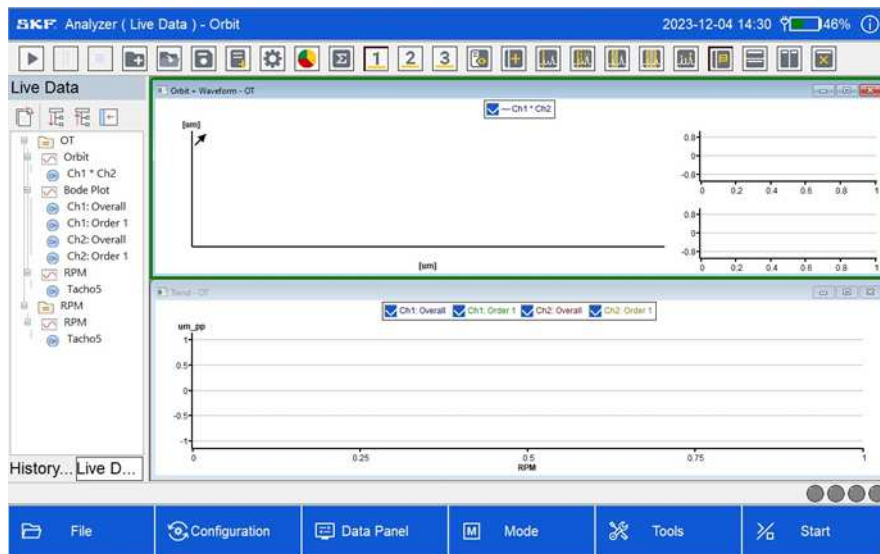 SKF Analyzer ( Live Data ) - Orbit 2023-12-04 14:30 46%
1 2 3
Live Data
OT
Orbit
Ch1 * Ch2
Bode Plot
Ch1: Overall
Ch1: Order 1
Ch2: Overall
Ch2: Order 1
RPM
Tacho5
RPM
RPM
Tacho5
History... Live D...
Orbit + Waveform - OT
Ch1 * Ch2
[um]
[um]
0.8
0
-0.8
0 0.2 0.4 0.6 0.8 1
0.8
0
-0.8
0 0.2 0.4 0.6 0.8 1
Trend - OT
Ch1: Overall Ch1: Order 1 Ch2: Overall Ch2: Order 1
um_pp
1
0.5
0
-0.5
-1
0 0.25 0.5 0.75 1
RPM
File Configuration Data Panel M Mode Tools Start